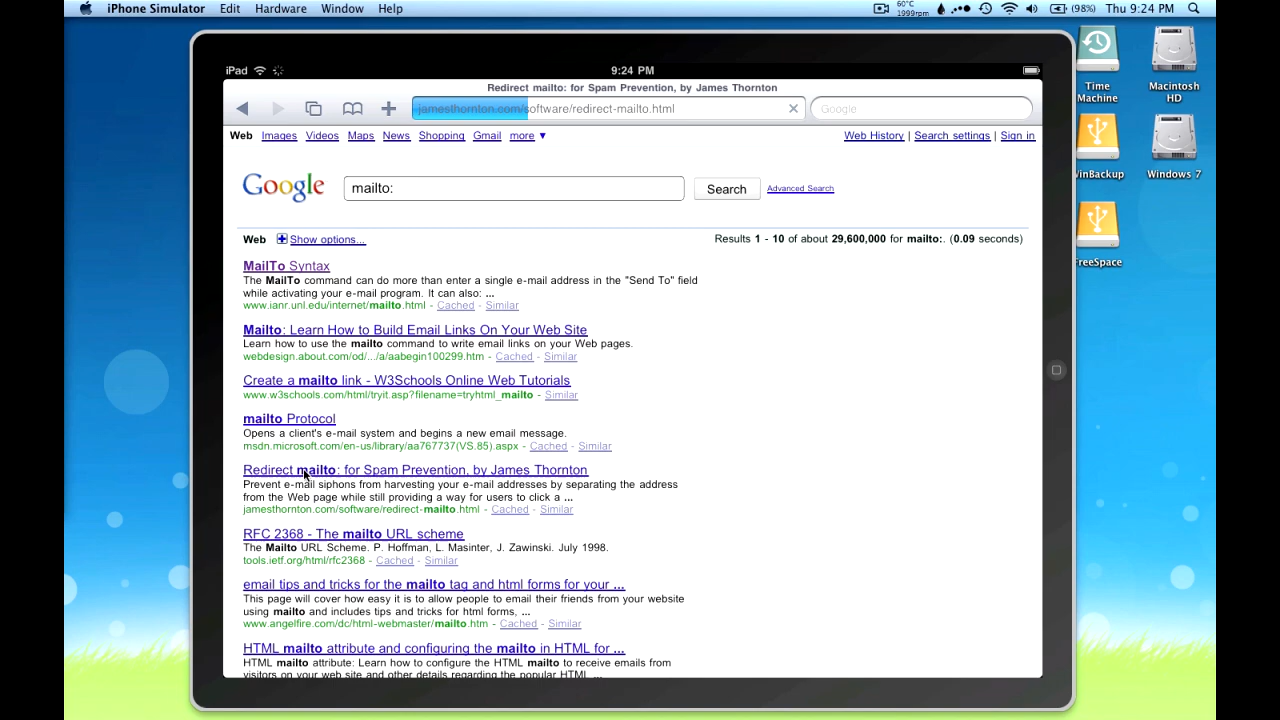 iPhone Simulator Edit Hardware Window Help 60°C 1999rpm (98%) Thu 9:24 PM
iPad 9:24 PM
Redirect mailto: for Spam Prevention, by James Thornton
jamesthornton.com/software/redirect-mailto.html Google
Web Images Videos Maps News Shopping Gmail more ▼ Web History | Search settings | Sign in
Google mailto: Search Advanced Search
Web Show options... Results 1 - 10 of about 29,600,000 for mailto:. (0.09 seconds)
MailTo Syntax
The MailTo command can do more than enter a single e-mail address in the "Send To" field
while activating your e-mail program. It can also: ...
www.ianr.unl.edu/internet/mailto.html - Cached - Similar
Mailto: Learn How to Build Email Links On Your Web Site
Learn how to use the mailto command to write email links on your Web pages.
webdesign.about.com/od/.../a/aabegin100299.htm - Cached - Similar
Create a mailto link - W3Schools Online Web Tutorials
www.w3schools.com/html/tryit.asp?filename=tryhtml_mailto - Similar
mailto Protocol
Opens a client's e-mail system and begins a new email message.
msdn.microsoft.com/en-us/library/aa767737(VS.85).aspx - Cached - Similar
Redirect mailto: for Spam Prevention, by James Thornton
Prevent e-mail siphons from harvesting your e-mail addresses by separating the address
from the Web page while still providing a way for users to click a ...
jamesthornton.com/software/redirect-mailto.html - Cached - Similar
RFC 2368 - The mailto URL scheme
The Mailto URL Scheme. P. Hoffman, L. Masinter, J. Zawinski. July 1998.
tools.ietf.org/html/rfc2368 - Cached - Similar
email tips and tricks for the mailto tag and html forms for your ...
This page will cover how easy it is to allow people to email their friends from your website
using mailto and includes tips and tricks for html forms, ...
www.angelfire.com/dc/html-webmaster/mailto.htm - Cached - Similar
HTML mailto attribute and configuring the mailto in HTML for ...
HTML mailto attribute: Learn how to configure the HTML mailto to receive emails from
visitors on your web site and other details regarding the popular HTML ...
Time Machine
Macintosh HD
WinBackup
Windows 7
FreeSpace